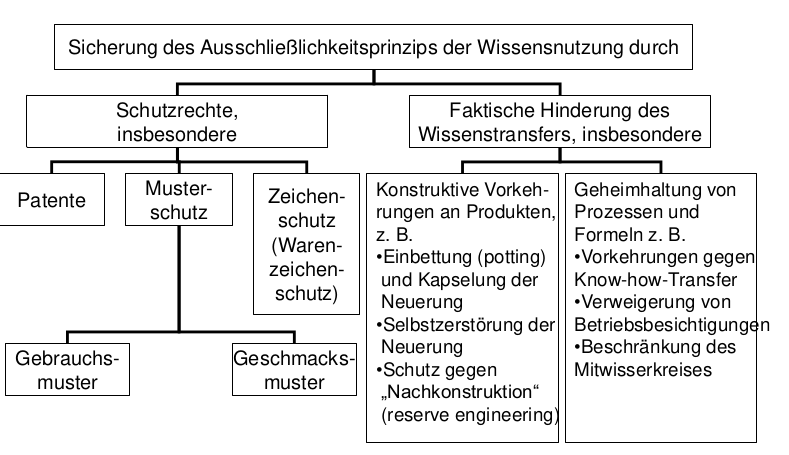 Sicherung des Ausschließlichkeitsprinzips der Wissensnutzung durch
Schutzrechte,
insbesondere
Faktische Hinderung des
Wissenstransfers, insbesondere
Patente
Muster-
schutz
Zeichen-
schutz
(Waren-
zeichen-
schutz)
Gebrauchs-
muster
Geschmacks-
muster
Konstruktive Vorkeh-
rungen an Produkten,
z. B.
•Einbettung (potting)
und Kapselung der
Neuerung
•Selbstzerstörung der
Neuerung
•Schutz gegen
„Nachkonstruktion“
(reserve engineering)
Geheimhaltung von
Prozessen und
Formeln z. B.
•Vorkehrungen gegen
Know-how-Transfer
•Verweigerung von
Betriebsbesichtigungen
•Beschränkung des
Mitwisserkreises